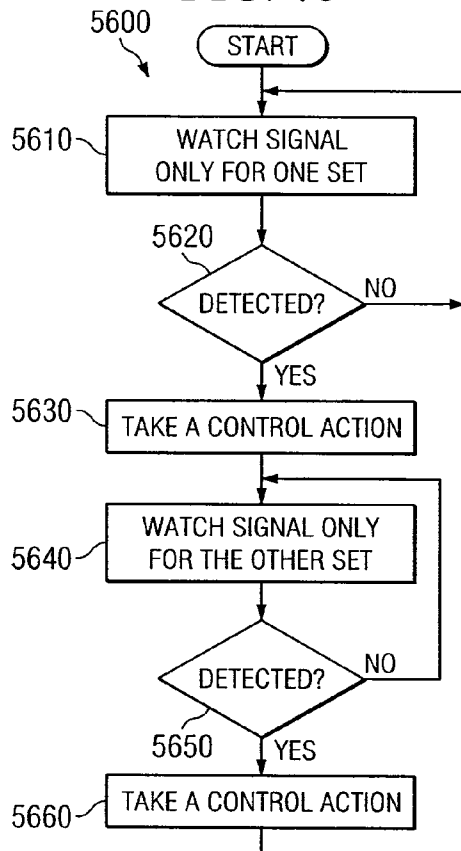 5600
START
5610
WATCH SIGNAL
ONLY FOR ONE SET
5620
DETECTED?
NO
YES
5630
TAKE A CONTROL ACTION
5640
WATCH SIGNAL ONLY
FOR THE OTHER SET
DETECTED?
NO
5650
YES
5660
TAKE A CONTROL ACTION